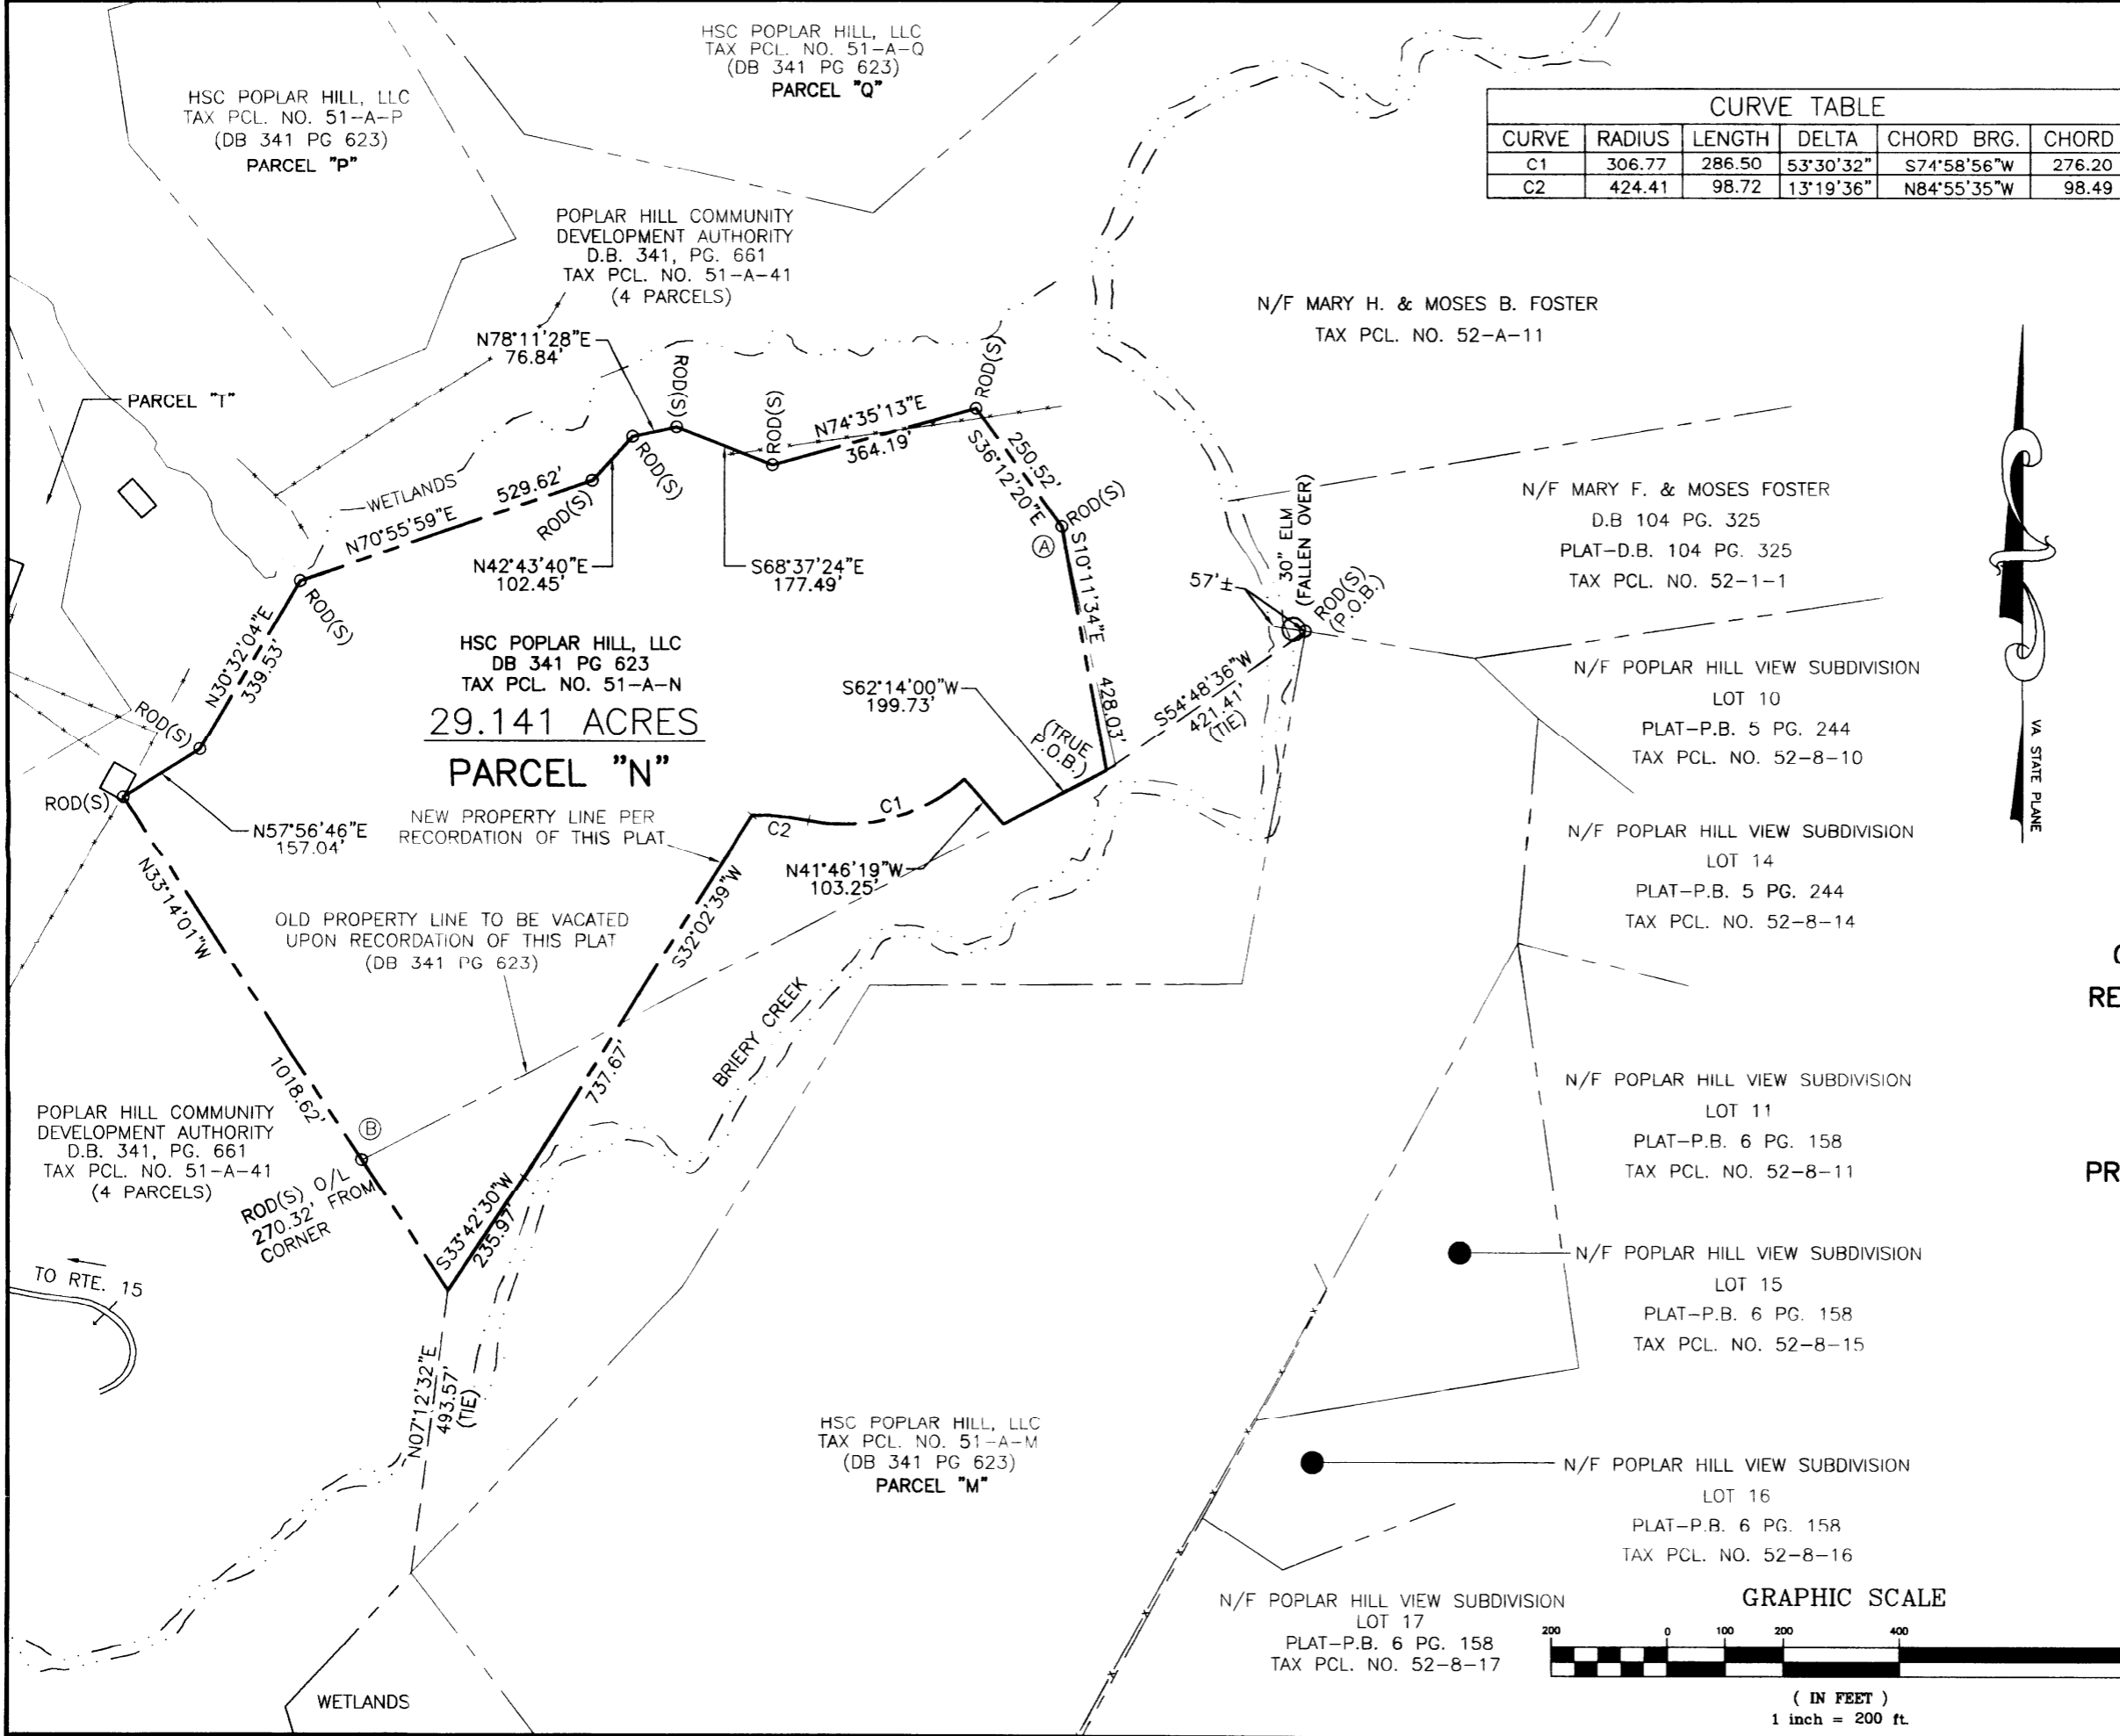 HSC POPLAR HILL, LLC
TAX PCL. NO. 51-A-Q
(DB 341 PG 623)
PARCEL "Q"
HSC POPLAR HILL, LLC
TAX PCL. NO. 51-A-P
(DB 341 PG 623)
PARCEL "P"
CURVE TABLE
CURVE RADIUS LENGTH DELTA CHORD BRG. CHORD
C1 306.77 286.50 53°30'32" S74°58'56"W 276.20
C2 424.41 98.72 13°19'36" N84°55'35"W 98.49
POPLAR HILL COMMUNITY
DEVELOPMENT AUTHORITY
D.B. 341, PG. 661
TAX PCL. NO. 51-A-41
(4 PARCELS)
N/F MARY H. & MOSES B. FOSTER
TAX PCL. NO. 52-A-11
N78°11'28"E
76.84'
ROD(S)
ROD(S)
ROD(S)
PARCEL "T"
N74°35'13"E
364.19'
250.52'
S36°12'20"E
ROD(S)
WETLANDS
529.62'
N70°55'59"E
ROD(S)
ROD(S)
A
N42°43'40"E
102.45'
S68°37'24"E
177.49'
S10°11'34"E
428.03'
30" ELM
(FALLEN OVER)
57'±
ROD(S)
(P.O.B.)
N/F MARY F. & MOSES FOSTER
D.B 104 PG. 325
PLAT-D.B. 104 PG. 325
TAX PCL. NO. 52-1-1
ROD(S)
N30°32'04"E
339.53'
HSC POPLAR HILL, LLC
DB 341 PG 623
TAX PCL. NO. 51-A-N
29.141 ACRES
PARCEL "N"
S62°14'00"W
199.73'
S54°48'36"W
421.41'
(TIE)
(TRUE
P.O.B.)
N/F POPLAR HILL VIEW SUBDIVISION
LOT 10
PLAT-P.B. 5 PG. 244
TAX PCL. NO. 52-8-10
VA STATE PLANE
ROD(S)
ROD(S)
N57°56'46"E
157.04'
NEW PROPERTY LINE PER
RECORDATION OF THIS PLAT
C2
C1
N41°46'19"W
103.25'
N/F POPLAR HILL VIEW SUBDIVISION
LOT 14
PLAT-P.B. 5 PG. 244
TAX PCL. NO. 52-8-14
N33°14'01"W
1018.62'
OLD PROPERTY LINE TO BE VACATED
UPON RECORDATION OF THIS PLAT
(DB 341 PG 623)
S32°02'39"W
737.67'
BRIERY CREEK
RE
N/F POPLAR HILL VIEW SUBDIVISION
LOT 11
PLAT-P.B. 6 PG. 158
TAX PCL. NO. 52-8-11
PR
POPLAR HILL COMMUNITY
DEVELOPMENT AUTHORITY
D.B. 341, PG. 661
TAX PCL. NO. 51-A-41
(4 PARCELS)
B
ROD(S) O/L
270.32' FROM
CORNER
S33°42'30"W
235.97'
TO RTE. 15
N/F POPLAR HILL VIEW SUBDIVISION
LOT 15
PLAT-P.B. 6 PG. 158
TAX PCL. NO. 52-8-15
N07°12'32"E
493.57'
(TIE)
HSC POPLAR HILL, LLC
TAX PCL. NO. 51-A-M
(DB 341 PG 623)
PARCEL "M"
N/F POPLAR HILL VIEW SUBDIVISION
LOT 16
PLAT-P.B. 6 PG. 158
TAX PCL. NO. 52-8-16
N/F POPLAR HILL VIEW SUBDIVISION
LOT 17
PLAT-P.B. 6 PG. 158
TAX PCL. NO. 52-8-17
WETLANDS
GRAPHIC SCALE
200 0 100 200 400
( IN FEET )
1 inch = 200 ft.